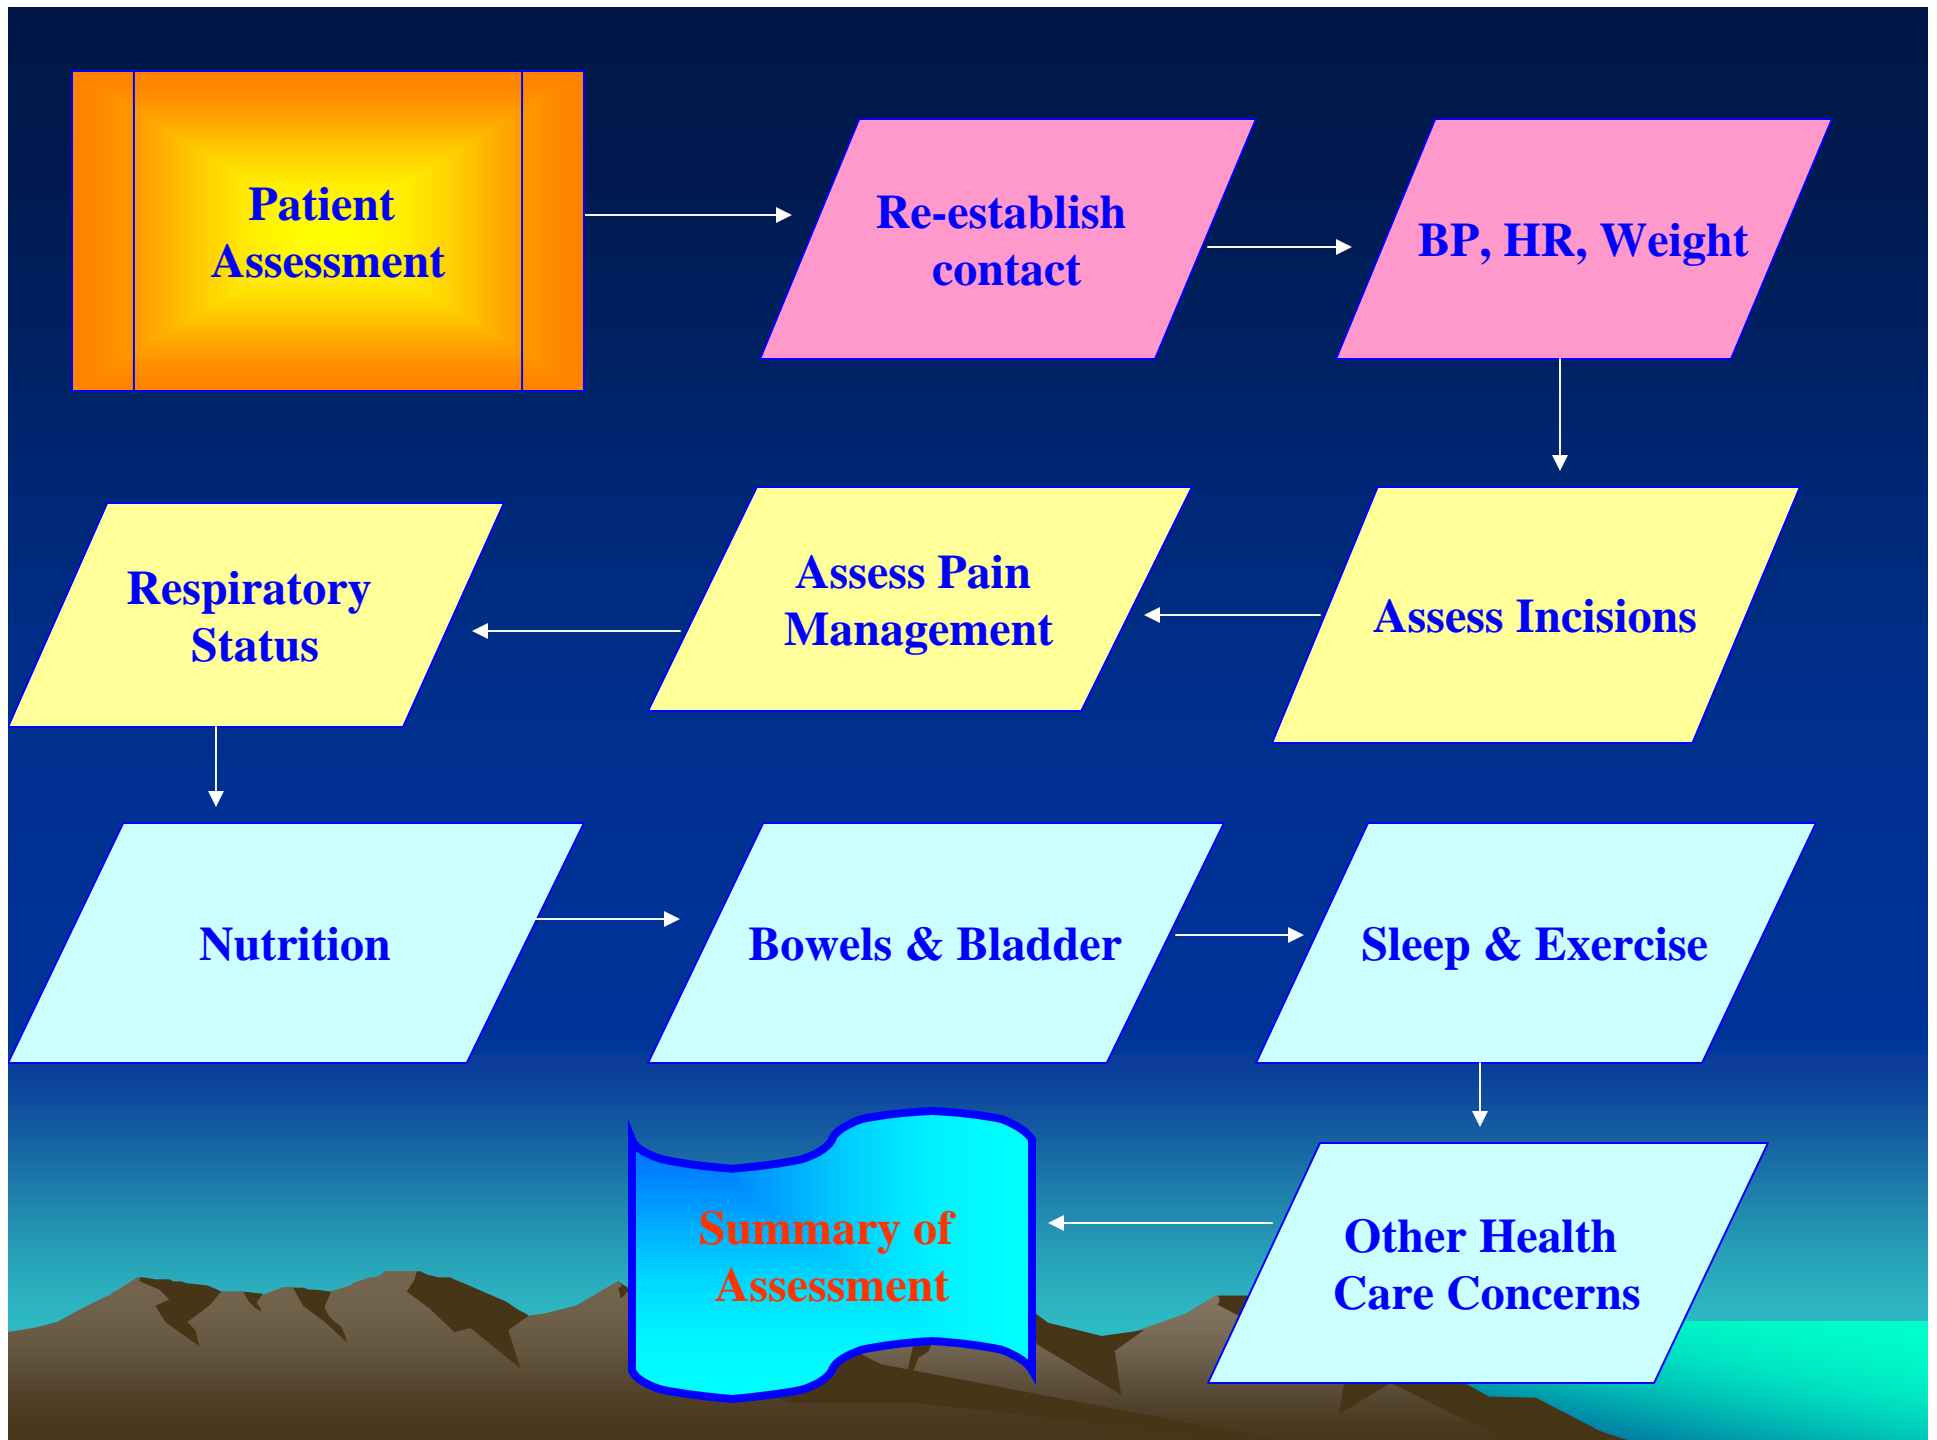 Patient
Assessment
Re-establish
contact
BP, HR, Weight
Assess Incisions
Assess Pain
Management
Respiratory
Status
Nutrition
Bowels & Bladder
Sleep & Exercise
Other Health
Care Concerns
Summary of
Assessment